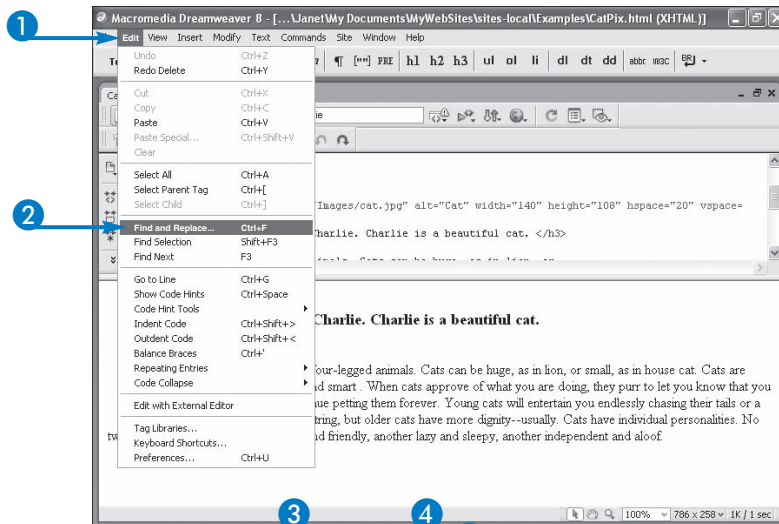 Macromedia Dreamweaver 8 - [...\Janet\My Documents\MyWebSites\sites-local\Examples\CatPix.html (XHTML)]
1
Edit View Insert Modify Text Commands Site Window Help
¶ [""] PRE h1 h2 h3 ul ol li dl dt dd abbr. W3C BRJ
Undo Ctrl+Z
Redo Delete Ctrl+Y
Cut Ctrl+X
Copy Ctrl+C
Paste Ctrl+V
Paste Special... Ctrl+Shift+V
Clear
Select All Ctrl+A
Select Parent Tag Ctrl+[
Select Child Ctrl+]
Images/cat.jpg" alt="Cat" width="140" height="108" hspace="20" vspace=
2
Find and Replace... Ctrl+F
Charlie. Charlie is a beautiful cat. </h3>
Find Selection Shift+F3
Find Next F3
Go to Line Ctrl+G
Show Code Hints Ctrl+Space
Code Hint Tools
Indent Code Ctrl+Shift+>
Outdent Code Ctrl+Shift+<
Balance Braces Ctrl+'
Repeating Entries
Code Collapse
Edit with External Editor
Tag Libraries...
Keyboard Shortcuts...
Preferences... Ctrl+U
Charlie. Charlie is a beautiful cat.
four-legged animals. Cats can be huge, as in lion, or small, as in house cat. Cats are
nd smart . When cats approve of what you are doing, they purr to let you know that you
ue petting them forever. Young cats will entertain you endlessly chasing their tails or a
tring, but older cats have more dignity--usually. Cats have individual personalities. No
tw nd friendly, another lazy and sleepy, another independent and aloof.
100% 786 x 258 1K / 1 sec
3 4